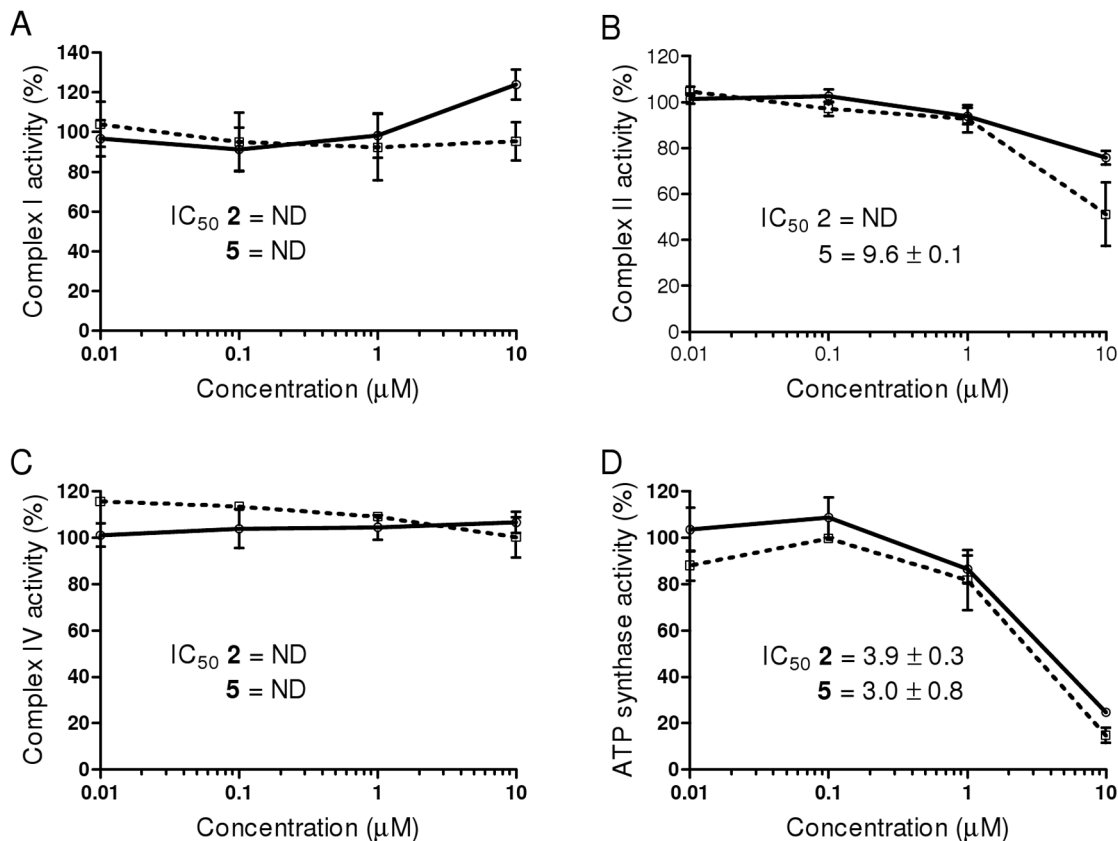 A
Complex I activity (%)
140
120
100
80
60
40
20
0
IC50 2 = ND
5 = ND
0.01 0.1 1 10
Concentration (μM)
B
Complex II activity (%)
120
100
80
60
40
20
0
IC50 2 = ND
5 = 9.6 ± 0.1
0.01 0.1 1 10
Concentration (μM)
C
Complex IV activity (%)
120
100
80
60
40
20
0
IC50 2 = ND
5 = ND
0.01 0.1 1 10
Concentration (μM)
D
ATP synthase activity (%)
120
100
80
60
40
20
0
IC50 2 = 3.9 ± 0.3
5 = 3.0 ± 0.8
0.01 0.1 1 10
Concentration (μM)